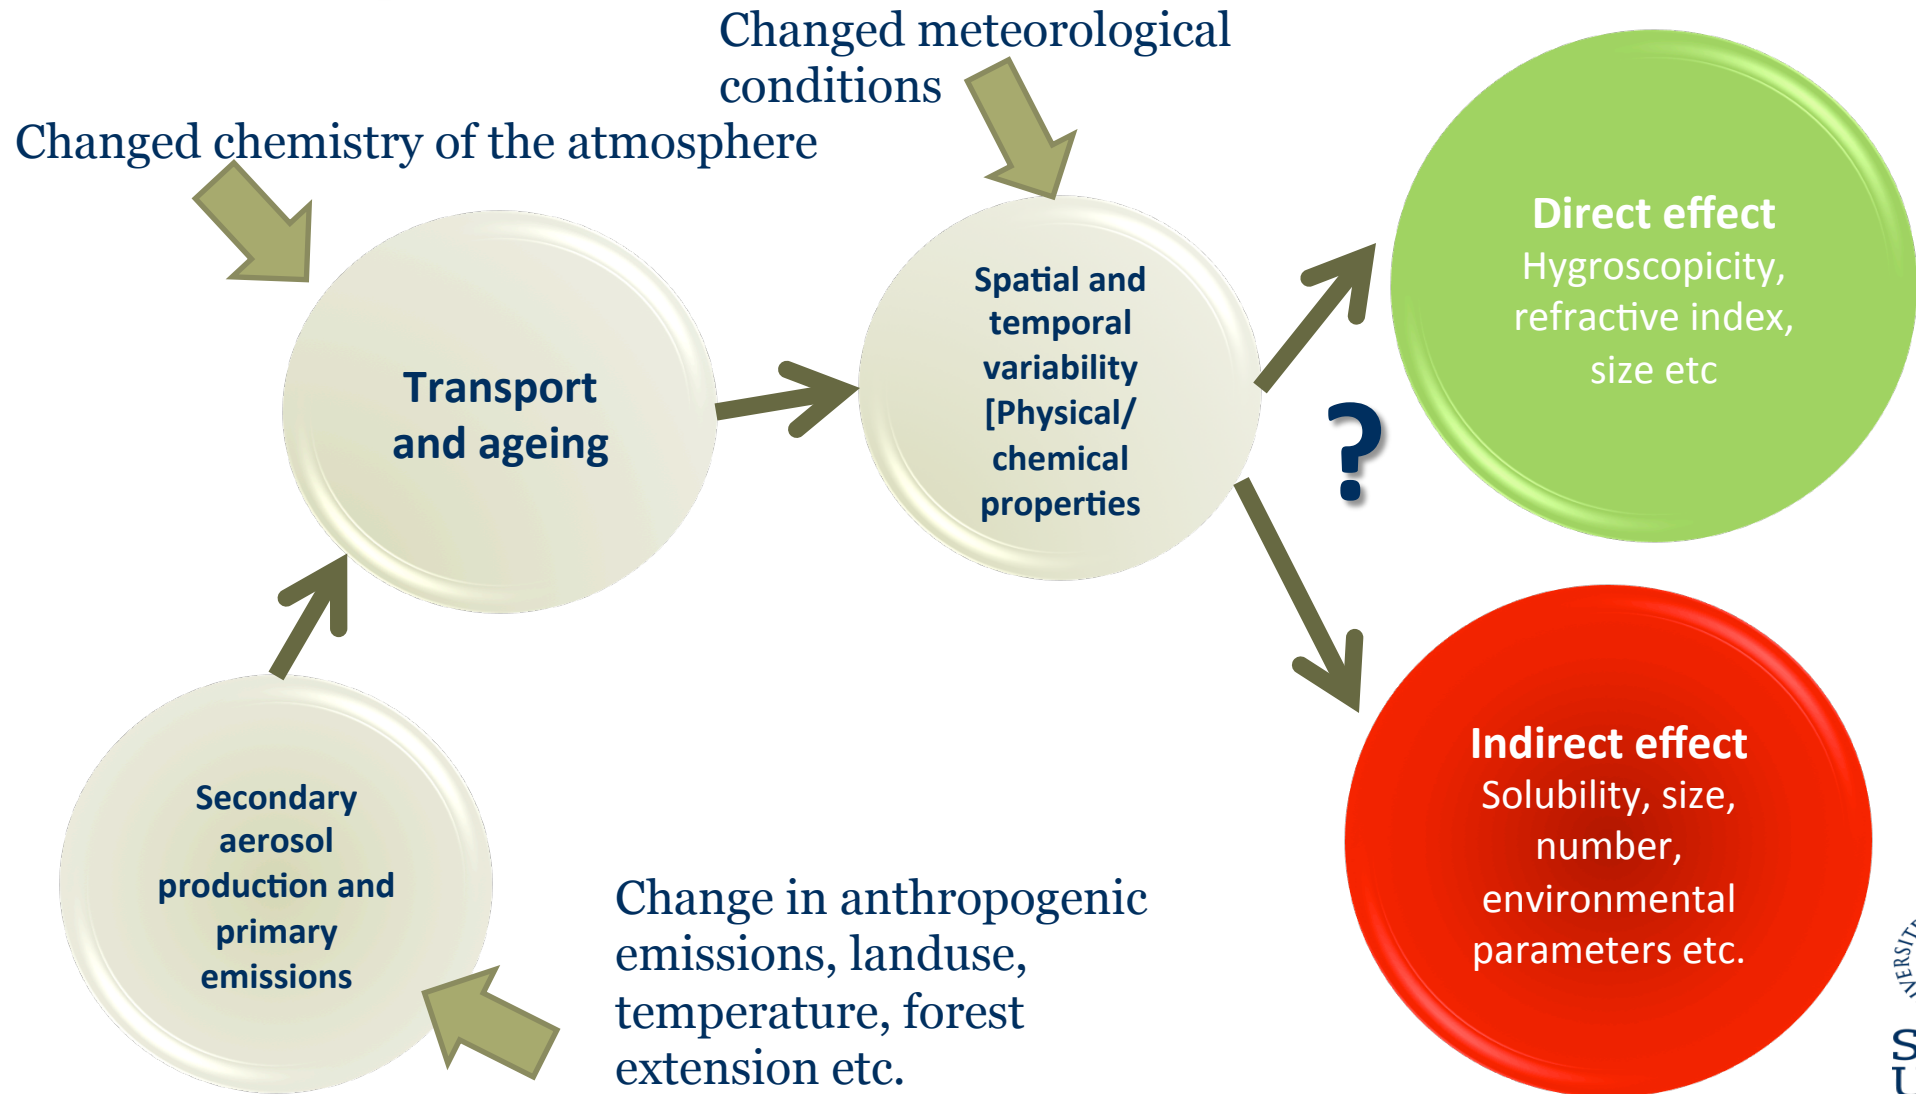 Changed meteorological
conditions
Changed chemistry of the atmosphere
Transport
and ageing
Spatial and
temporal
variability
[Physical/
chemical
properties
Direct effect
Hygroscopicity,
refractive index,
size etc
?
Secondary
aerosol
production and
primary
emissions
Change in anthropogenic
emissions, landuse,
temperature, forest
extension etc.
Indirect effect
Solubility, size,
number,
environmental
parameters etc.